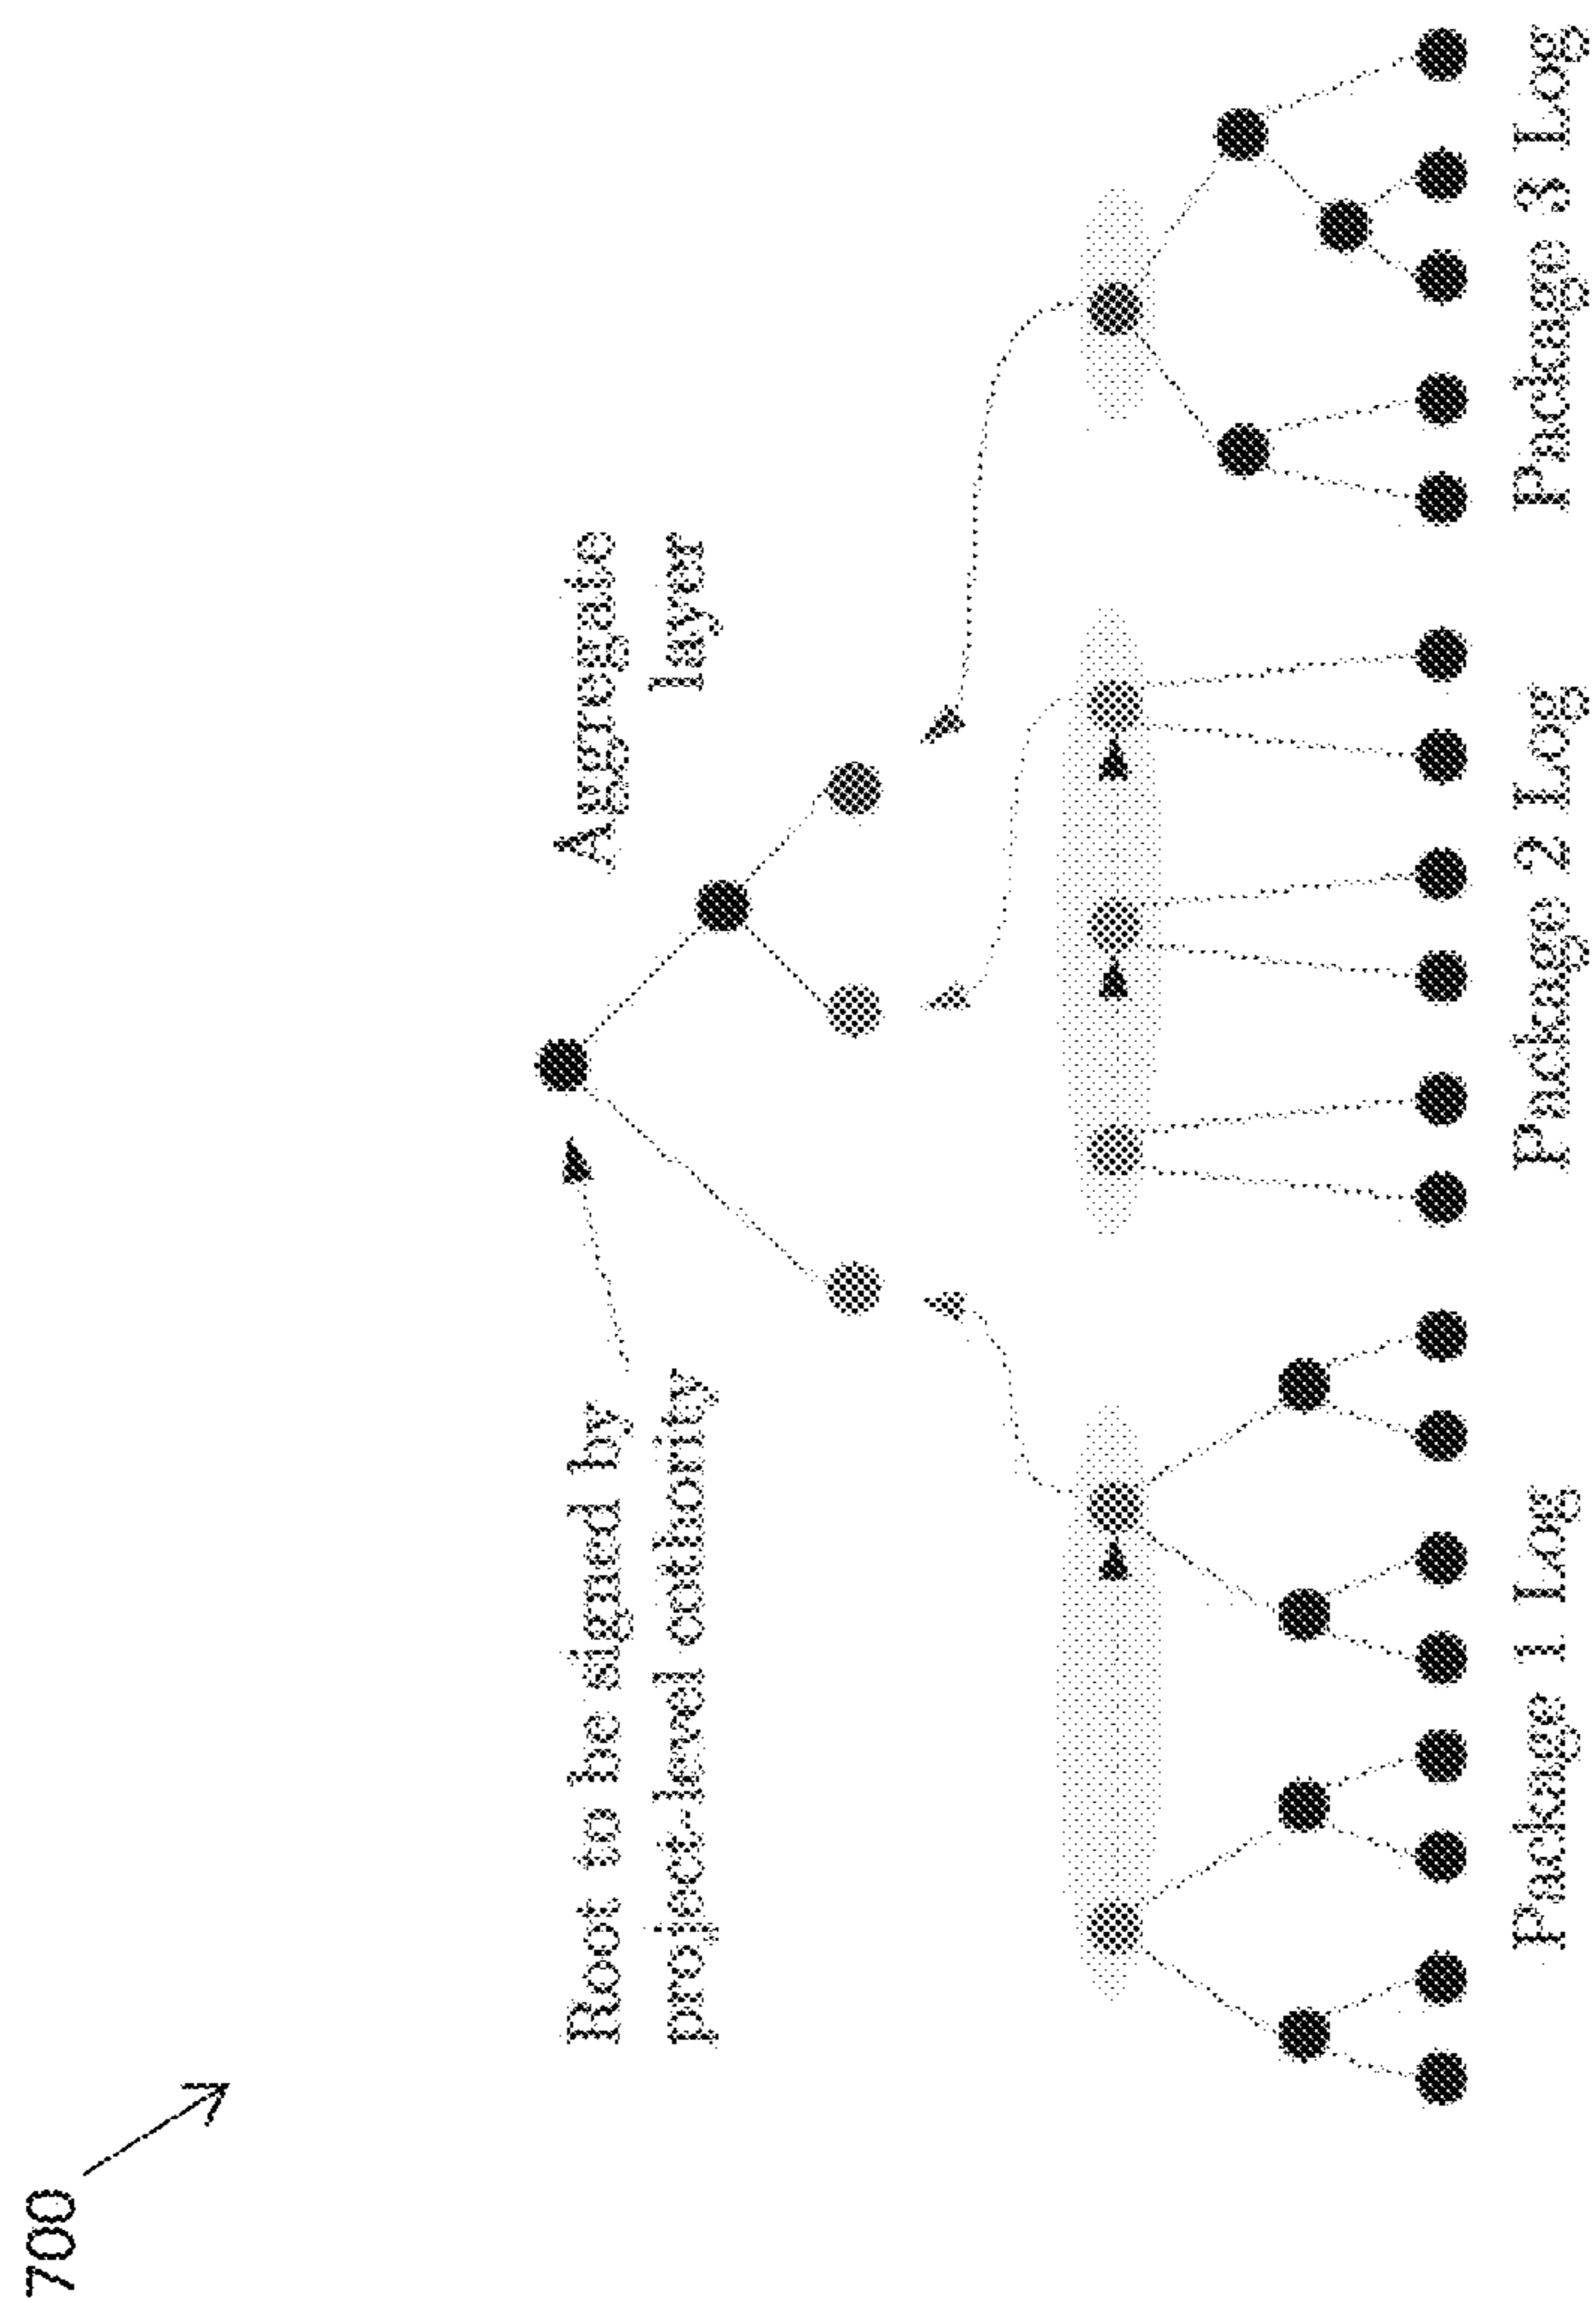 700
Root to be signed by
project-level cothority
Aggregate
layer
Package 1 Log
Package 2 Log
Package 3 Log